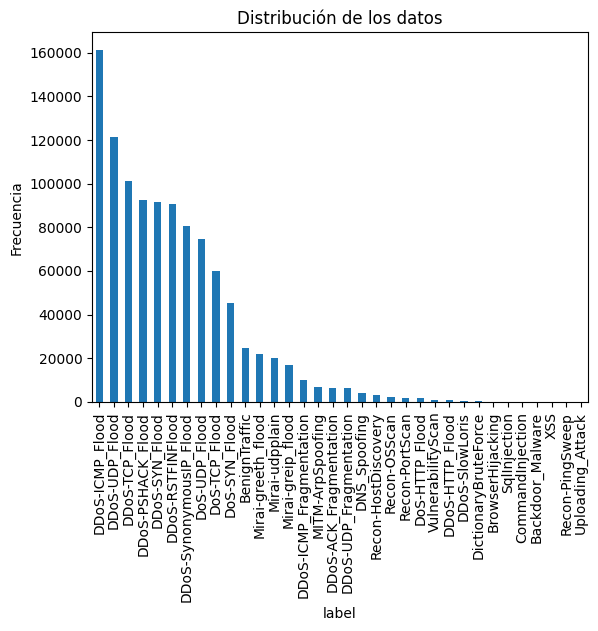 Distribución de los datos
Frecuencia
160000
140000
120000
100000
80000
60000
40000
20000
0
DDoS-ICMP_Flood
DDoS-UDP_Flood
DDoS-TCP_Flood
DDoS-PSHACK_Flood
DDoS-SYN_Flood
DDoS-RSTFINFlood
DDoS-SynonymousIP_Flood
DoS-UDP_Flood
DoS-TCP_Flood
DoS-SYN_Flood
BenignTraffic
Mirai-greeth_flood
Mirai-udpplain
Mirai-greip_flood
DDoS-ICMP_Fragmentation
MITM-ArpSpoofing
DDoS-ACK_Fragmentation
DDoS-UDP_Fragmentation
DNS_Spoofing
Recon-HostDiscovery
Recon-OSScan
Recon-PortScan
DoS-HTTP_Flood
VulnerabilityScan
DDoS-HTTP_Flood
DDoS-SlowLoris
DictionaryBruteForce
BrowserHijacking
SqlInjection
CommandInjection
Backdoor_Malware
XSS
Recon-PingSweep
Uploading_Attack
label